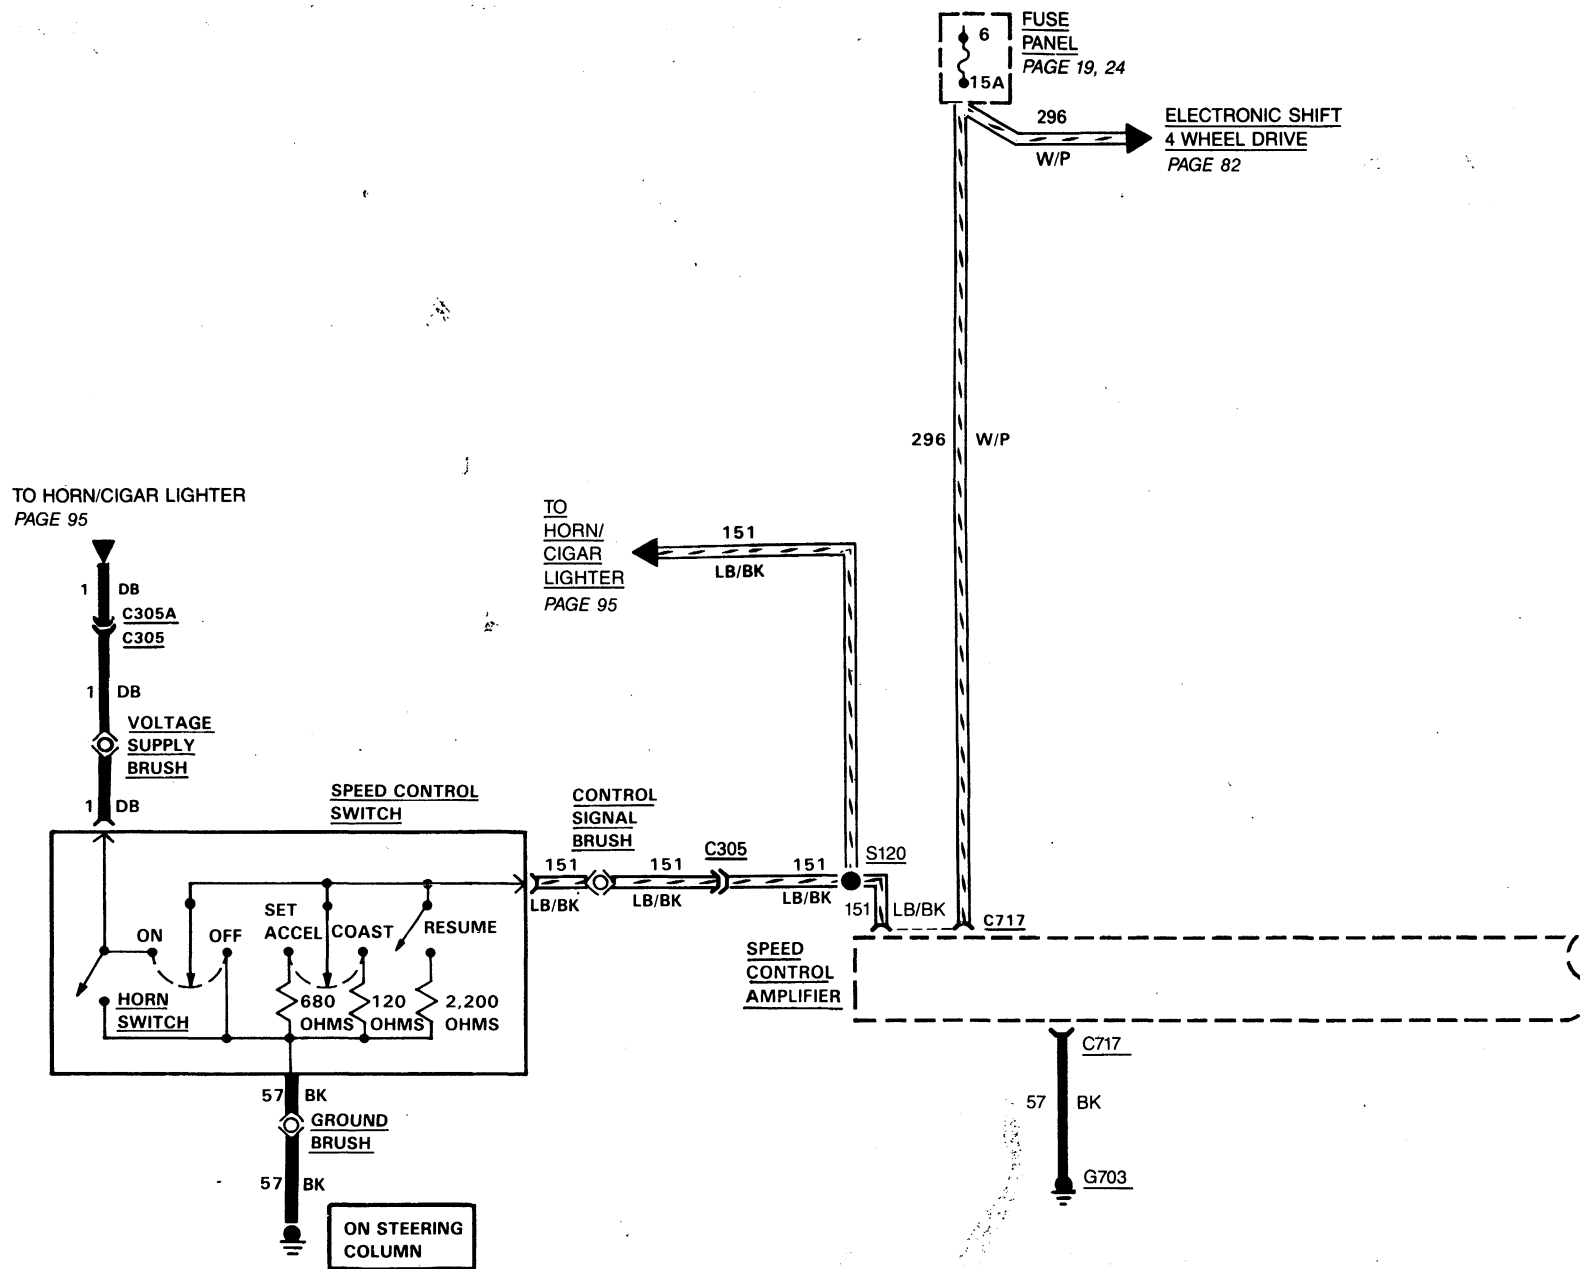 FUSE
PANEL
PAGE 19, 24
6
15A
296
W/P
ELECTRONIC SHIFT
4 WHEEL DRIVE
PAGE 82
296 W/P
TO HORN/CIGAR LIGHTER
PAGE 95
1 DB
C305A
C305
1 DB
VOLTAGE
SUPPLY
BRUSH
1 DB
TO
HORN/
CIGAR
LIGHTER
PAGE 95
151
LB/BK
SPEED CONTROL
SWITCH
CONTROL
SIGNAL
BRUSH
C305
S120
151
LB/BK
151
LB/BK
151
LB/BK
151 LB/BK
C717
ON
OFF
SET
ACCEL
COAST
RESUME
HORN
SWITCH
680
OHMS
120
OHMS
2,200
OHMS
SPEED
CONTROL
AMPLIFIER
57 BK
GROUND
BRUSH
57 BK
ON STEERING
COLUMN
C717
57 BK
G703